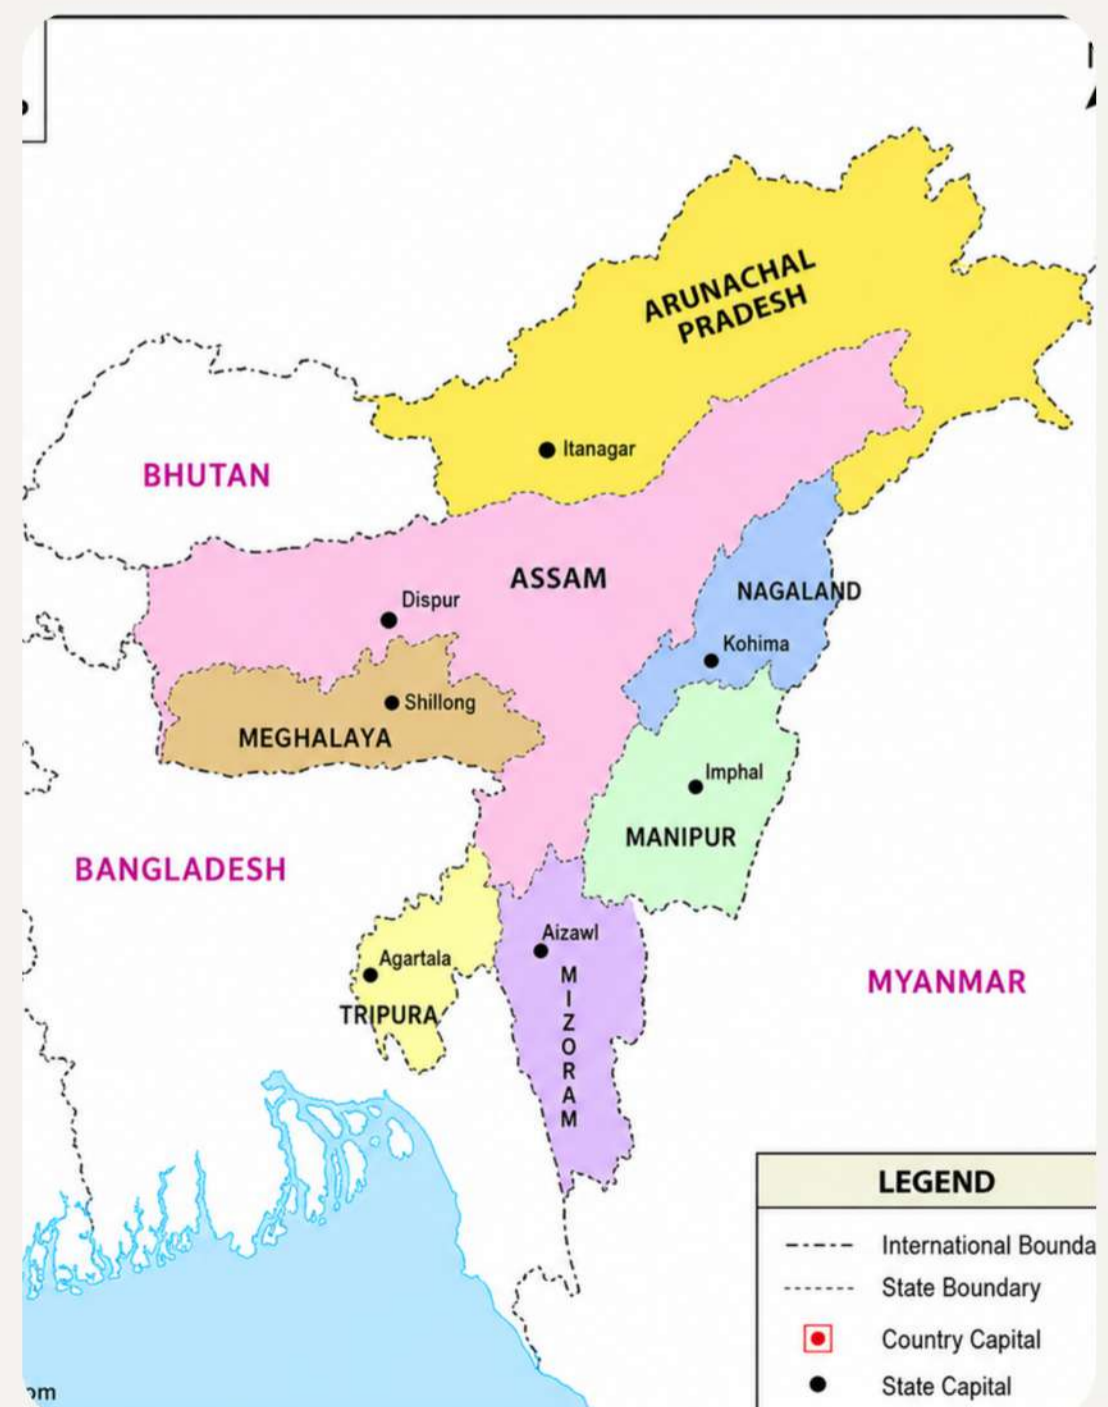 ARUNACHAL
PRADESH
Itanagar
BHUTAN
ASSAM
NAGALAND
Dispur
Kohima
Shillong
MEGHALAYA
Imphal
MANIPUR
BANGLADESH
Aizawl
Agartala
MIZORAM
MYANMAR
TRIPURA
LEGEND
International Bounda
State Boundary
Country Capital
State Capital
om